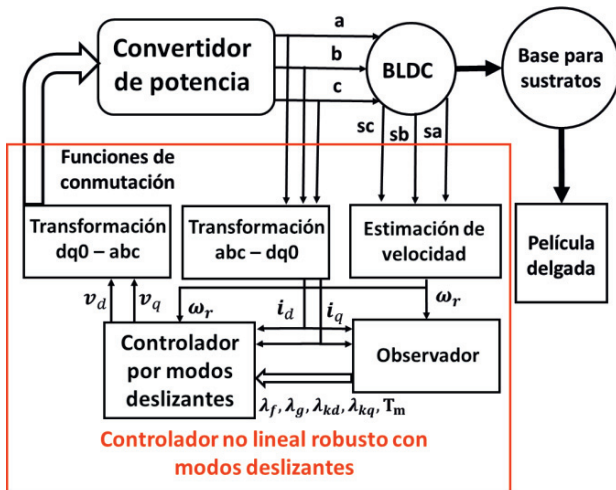 Convertidor
de potencia
a
b
c
BLDC
Base para
sustratos
sc
sb
sa
Funciones de
conmutación
Transformación
dq0 – abc
Transformación
abc – dq0
Estimación de
velocidad
Película
delgada
v_d
v_q
ω_r
i_d
i_q
ω_r
Controlador
por modos
deslizantes
Observador
λ_f, λ_g, λ_kd, λ_kq, T_m
Controlador no lineal robusto con
modos deslizantes